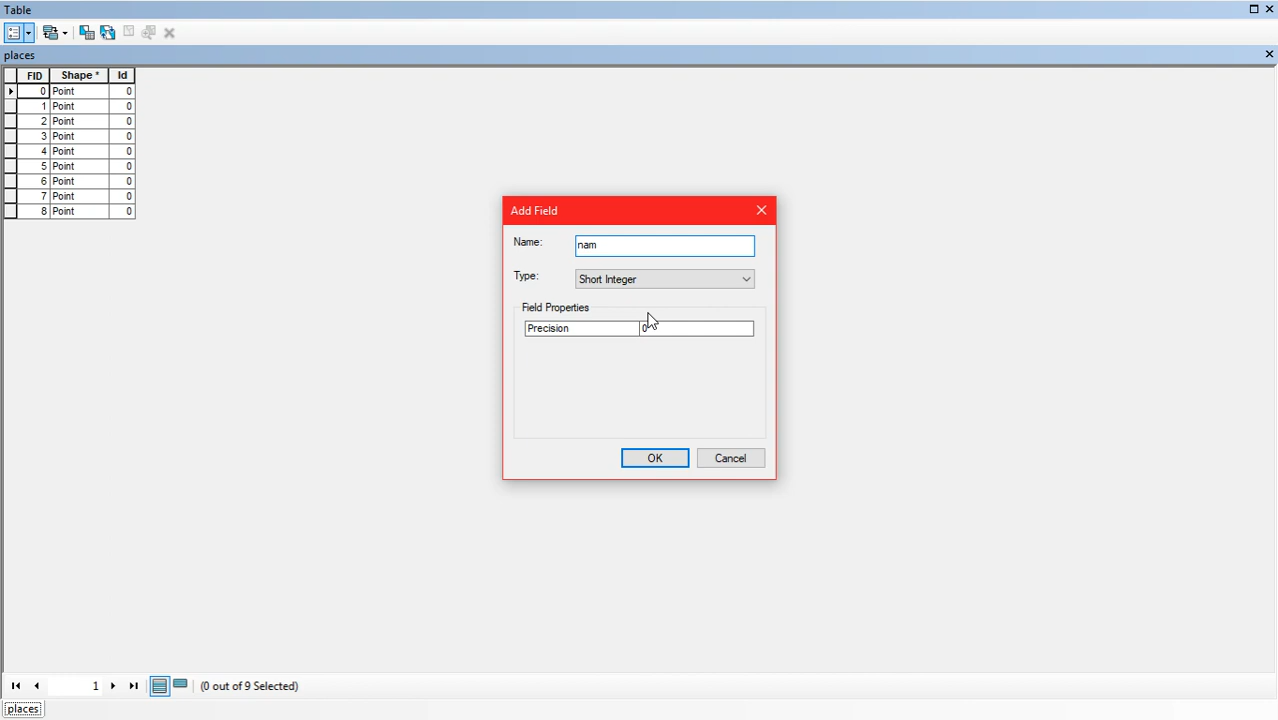 Table
places
FID Shape * Id
0 Point 0
1 Point 0
2 Point 0
3 Point 0
4 Point 0
5 Point 0
6 Point 0
7 Point 0
8 Point 0
Add Field
Name: nam
Type: Short Integer
Field Properties
Precision 0
OK Cancel
1 (0 out of 9 Selected)
places